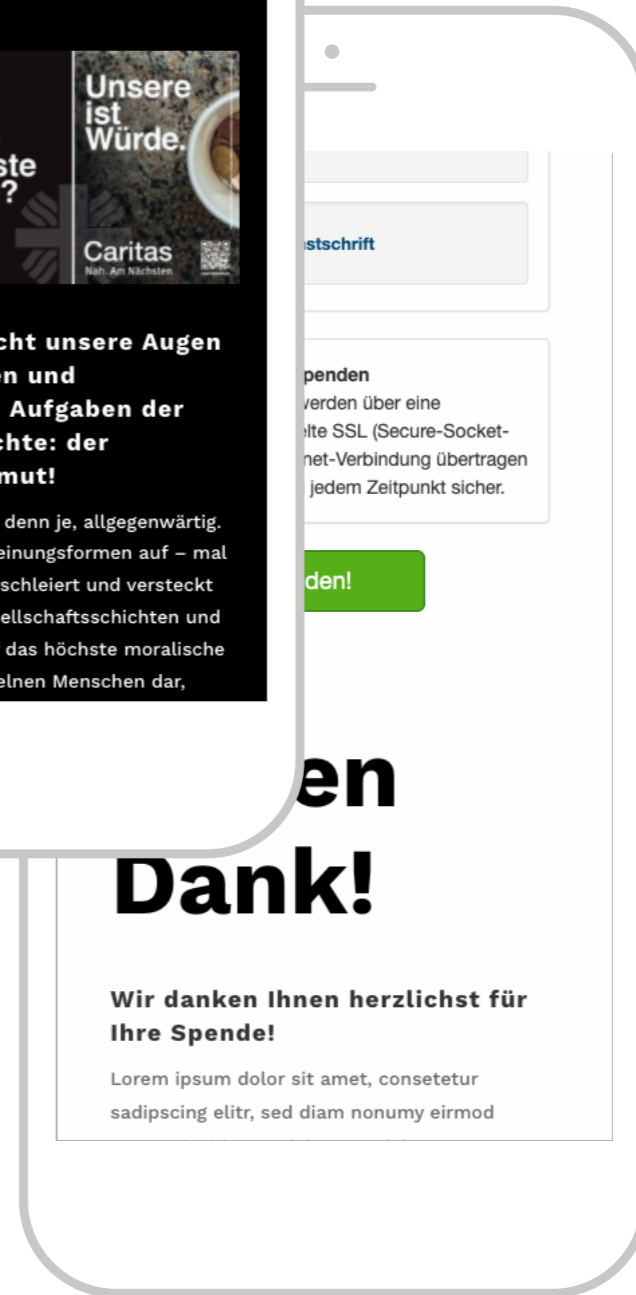 ste
?
Unsere
ist
Würde.
Caritas
Nah. Am Nächsten
cht unsere Augen
en und
Aufgaben der
chte: der
mut!
denn je, allgegenwärtig.
einungsformen auf – mal
schleiert und versteckt
ellschaftsschichten und
das höchste moralische
elnen Menschen dar,
stschrift
penden
verden über eine
lte SSL (Secure-Socket-
net-Verbindung übertragen
jedem Zeitpunkt sicher.
den!
en
Dank!
Wir danken Ihnen herzlichst für
Ihre Spende!
Lorem ipsum dolor sit amet, consetetur
sadipscing elitr, sed diam nonumy eirmod